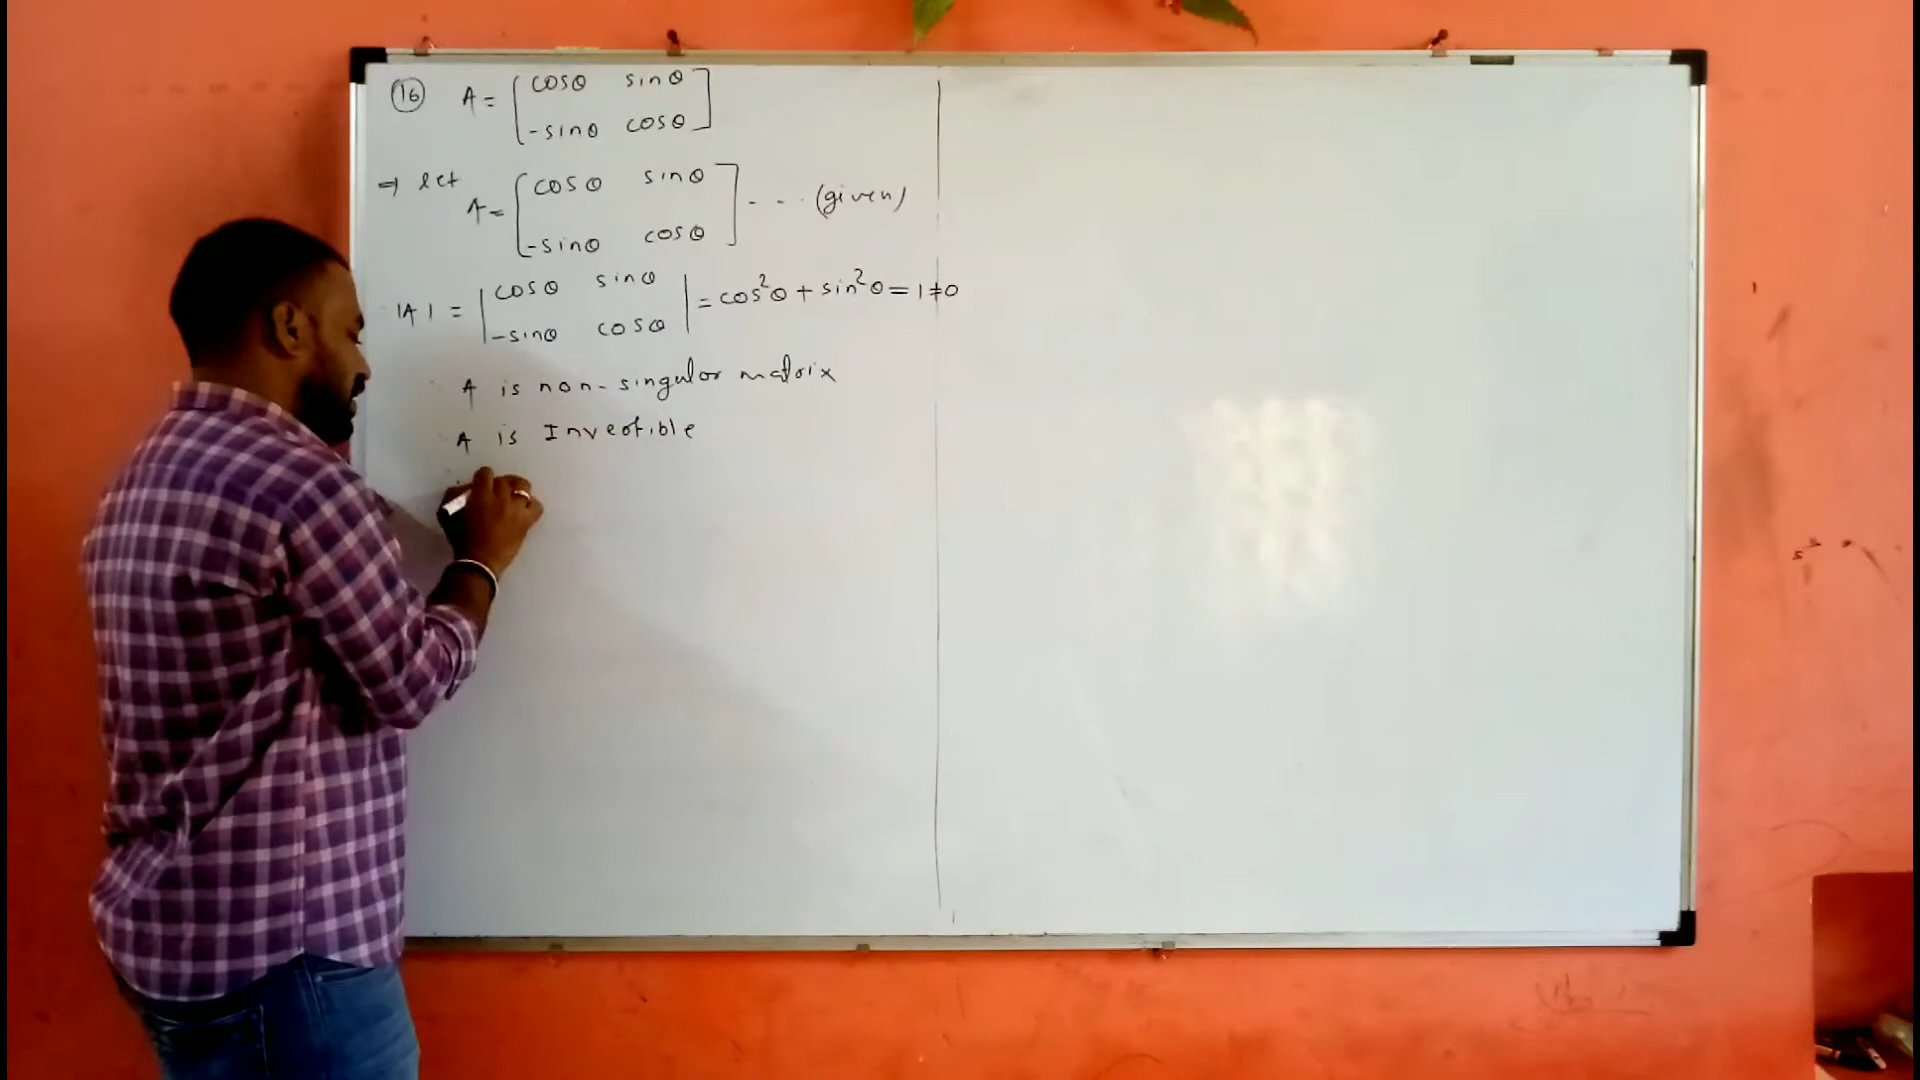 (16) A = [cosθ sinθ
-sinθ cosθ]
⇒ let A = [cosθ sinθ
-sinθ cosθ] - - - (given)
|A| = |cosθ sinθ
-sinθ cosθ| = cos²θ + sin²θ = 1 ≠ 0
A is non-singular matrix
A is Invertible